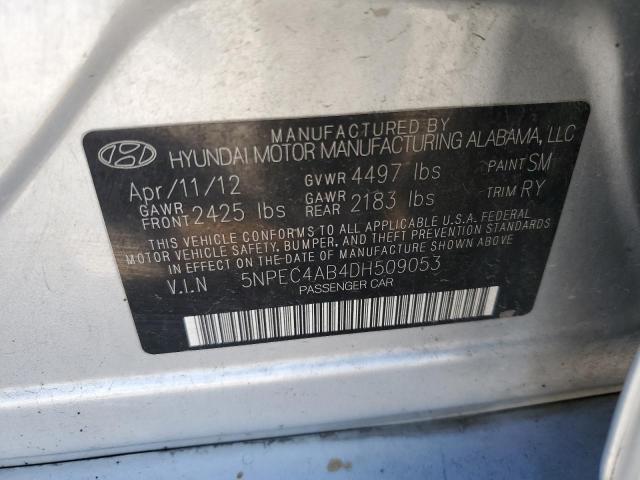 MANUFACTURED BY
HYUNDAI MOTOR MANUFACTURING ALABAMA, LLC
Apr/11/12 GVWR 4497 lbs PAINT SM
GAWR FRONT 2425 lbs GAWR REAR 2183 lbs TRIM RY
THIS VEHICLE CONFORMS TO ALL APPLICABLE U.S.A. FEDERAL
MOTOR VEHICLE SAFETY, BUMPER, AND THEFT PREVENTION STANDARDS
IN EFFECT ON THE DATE OF MANUFACTURE SHOWN ABOVE.
V.I.N 5NPEC4AB4DH509053
PASSENGER CAR